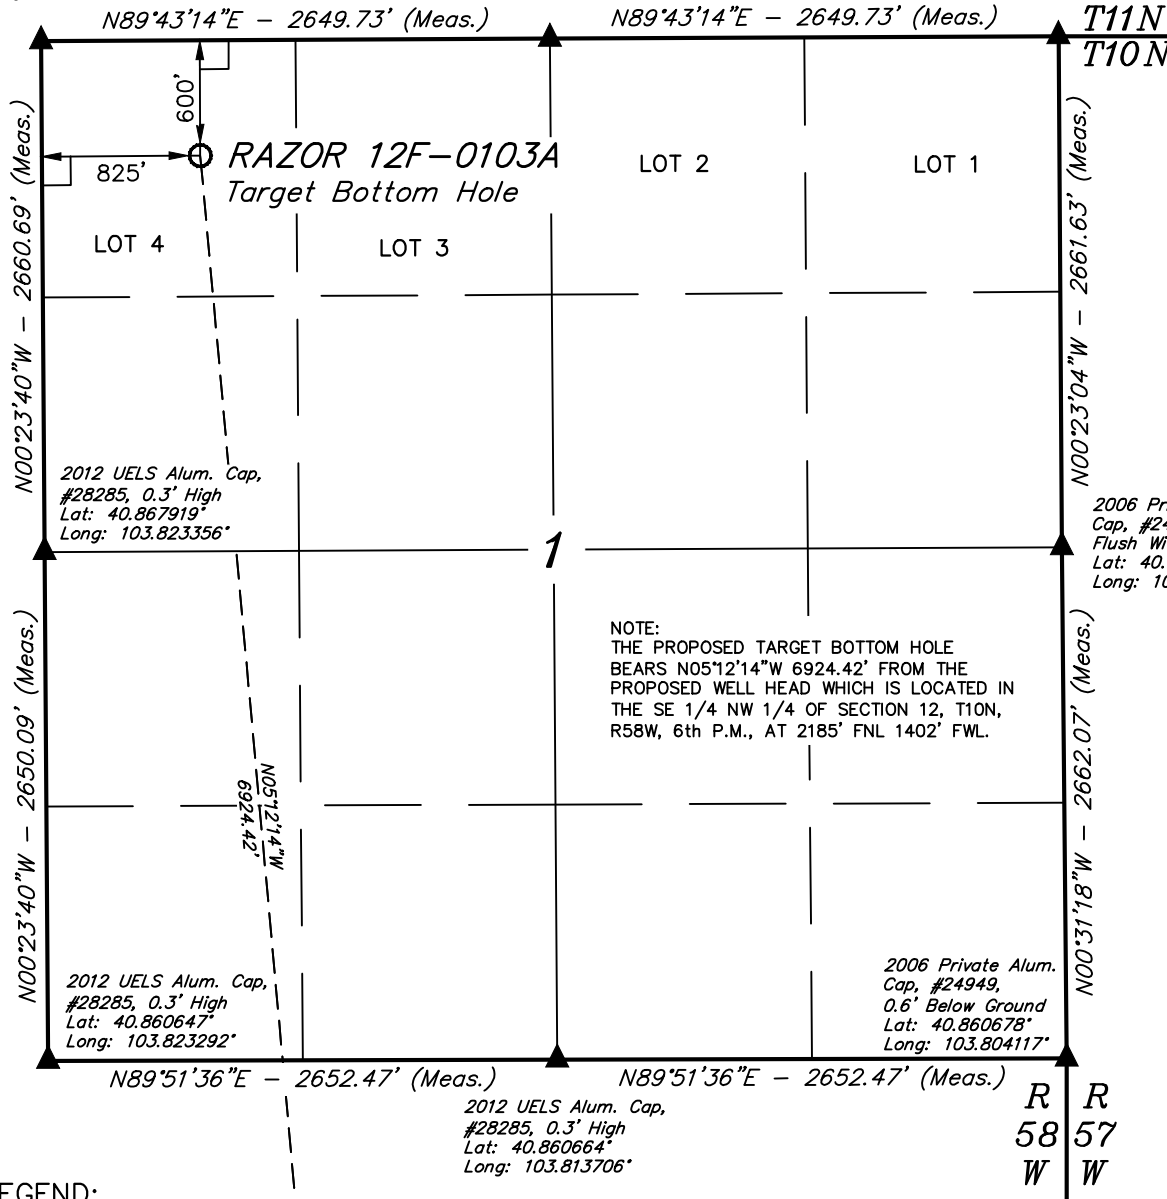 N89°43'14"E - 2649.73' (Meas.)
N89°43'14"E - 2649.73' (Meas.)
T11N
T10N
600'
825'
RAZOR 12F-0103A
Target Bottom Hole
LOT 4
LOT 3
LOT 2
LOT 1
N00°23'40"W - 2660.69' (Meas.)
N00°23'04"W - 2661.63' (Meas.)
2012 UELS Alum. Cap,
#28285, 0.3' High
Lat: 40.867919°
Long: 103.823356°
2006
Cap,
Flush
Lat: 40.
Long:
1
NOTE:
THE PROPOSED TARGET BOTTOM HOLE
BEARS N05°12'14"W 6924.42' FROM THE
PROPOSED WELL HEAD WHICH IS LOCATED IN
THE SE 1/4 NW 1/4 OF SECTION 12, T10N,
R58W, 6th P.M., AT 2185' FNL 1402' FWL.
N00°23'40"W - 2650.09' (Meas.)
N05°12'14"W
6924.42'
N00°31'18"W - 2662.07' (Meas.)
2012 UELS Alum. Cap,
#28285, 0.3' High
Lat: 40.860647°
Long: 103.823292°
2006 Private Alum.
Cap, #24949,
0.6' Below Ground
Lat: 40.860678°
Long: 103.804117°
N89°51'36"E - 2652.47' (Meas.)
N89°51'36"E - 2652.47' (Meas.)
2012 UELS Alum. Cap,
#28285, 0.3' High
Lat: 40.860664°
Long: 103.813706°
R R
58 57
W W